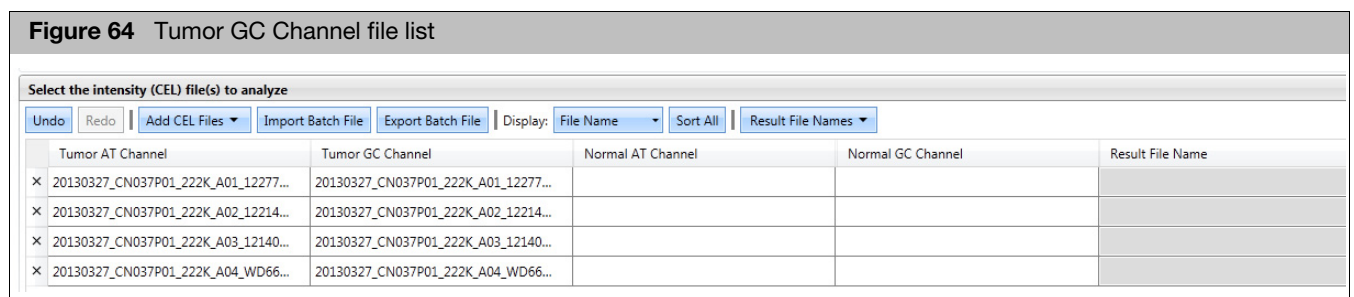 Figure 64 Tumor GC Channel file list
Select the intensity (CEL) file(s) to analyze
Undo Redo Add CEL Files Import Batch File Export Batch File Display: File Name Sort All Result File Names
Tumor AT Channel Tumor GC Channel Normal AT Channel Normal GC Channel Result File Name
× 20130327_CN037P01_222K_A01_12277... 20130327_CN037P01_222K_A01_12277...
× 20130327_CN037P01_222K_A02_12214... 20130327_CN037P01_222K_A02_12214...
× 20130327_CN037P01_222K_A03_12140... 20130327_CN037P01_222K_A03_12140...
× 20130327_CN037P01_222K_A04_WD66... 20130327_CN037P01_222K_A04_WD66...